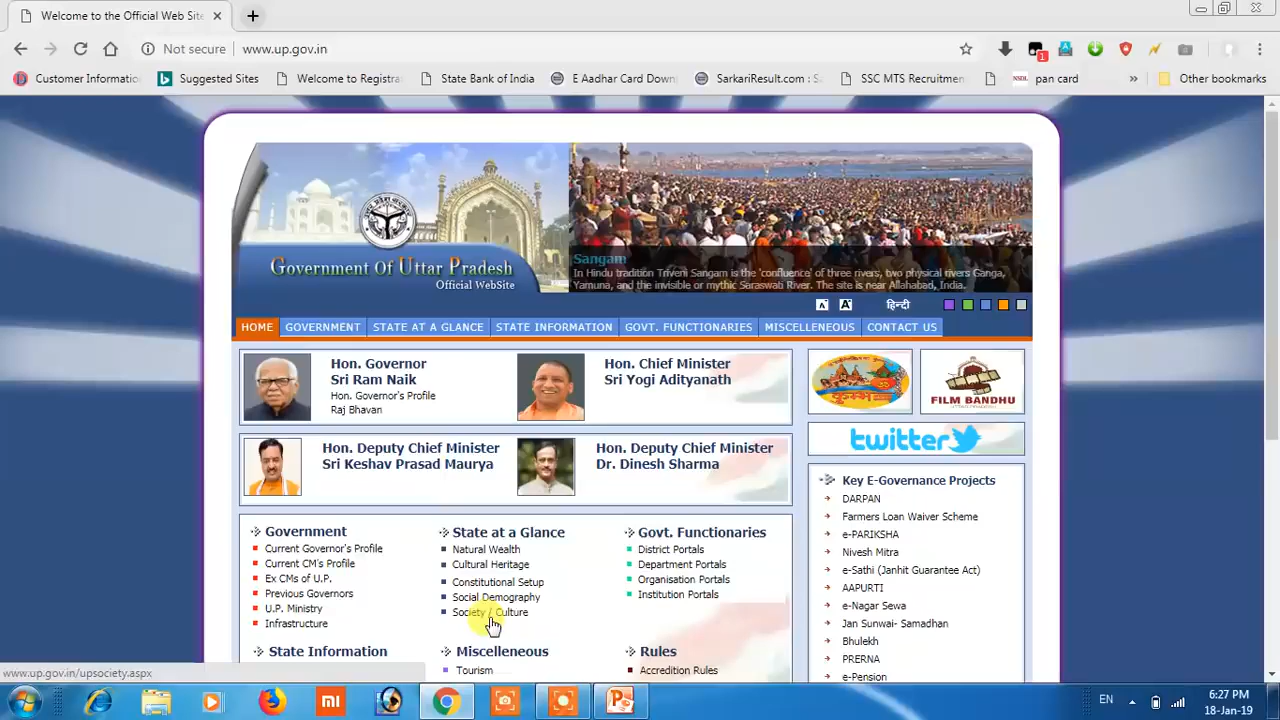 Welcome to the Official Web Site
Not secure
www.up.gov.in
1
Customer Informatio
Suggested Sites
Welcome to Registra
State Bank of India
E Aadhar Card Down
SarkariResult.com : Sa
SSC MTS Recruitmen
NSDL
pan card
»
Other bookmarks
Government Of Uttar Pradesh
Official WebSite
Sangam
In Hindu tradition Triveni Sangam is the 'confluence' of three rivers, two physical rivers Ganga,
Yamuna, and the invisible or mythic Saraswati River. The site is near Allahabad, India.
A A हिन्दी
HOME GOVERNMENT STATE AT A GLANCE STATE INFORMATION GOVT. FUNCTIONARIES MISCELLENEOUS CONTACT US
Hon. Governor
Sri Ram Naik
Hon. Governor's Profile
Raj Bhavan
Hon. Chief Minister
Sri Yogi Adityanath
Hon. Deputy Chief Minister
Sri Keshav Prasad Maurya
Hon. Deputy Chief Minister
Dr. Dinesh Sharma
कुम्भ
FILM BANDHU
twitter
Government
Current Governor's Profile
Current CM's Profile
Ex CMs of U.P.
Previous Governors
U.P. Ministry
Infrastructure
State at a Glance
Natural Wealth
Cultural Heritage
Constitutional Setup
Social Demography
Society / Culture
Govt. Functionaries
District Portals
Department Portals
Organisation Portals
Institution Portals
State Information
Miscellaneous
Tourism
Rules
Accredition Rules
Key E-Governance Projects
DARPAN
Farmers Loan Waiver Scheme
e-PARIKSHA
Nivesh Mitra
e-Sathi (Janhit Guarantee Act)
AAPURTI
e-Nagar Sewa
Jan Sunwai- Samadhan
Bhulekh
PRERNA
e-Pension
www.up.gov.in/upsociety.aspx
EN
6:27 PM
18-Jan-19